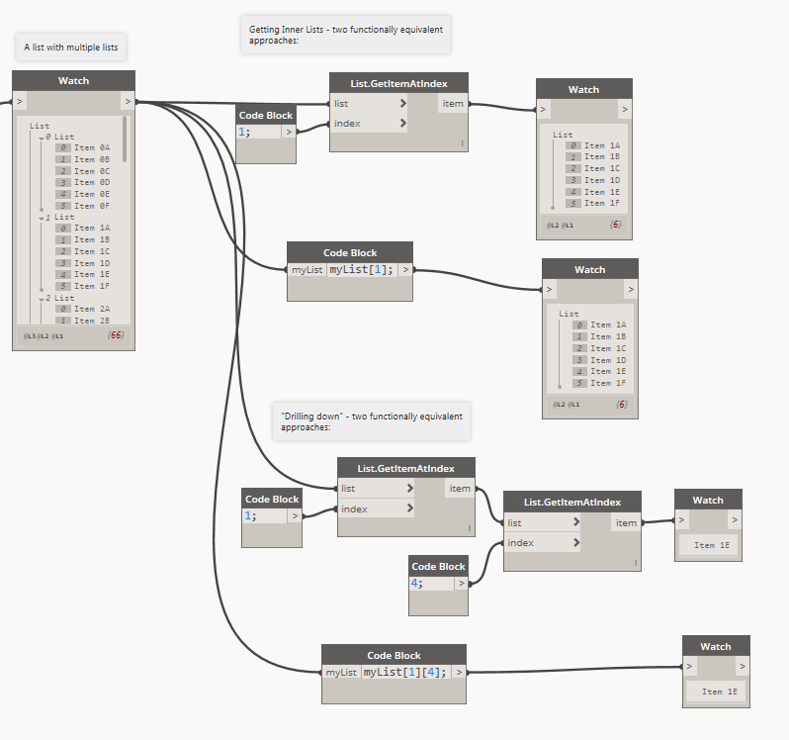 A list with multiple lists
Watch
> >
List
0 List
0 Item 0A
1 Item 0B
2 Item 0C
3 Item 0D
4 Item 0E
5 Item 0F
1 List
0 Item 1A
1 Item 1B
2 Item 1C
3 Item 1D
4 Item 1E
5 Item 1F
2 List
0 Item 2A
1 Item 2B
@L3 @L2 @L1 {66}
Getting Inner Lists - two functionally equivalent
approaches:
Code Block
1; >
List.GetItemAtIndex
list > item
index >
l
Watch
> >
List
0 Item 1A
1 Item 1B
2 Item 1C
3 Item 1D
4 Item 1E
5 Item 1F
@L2 @L1 {6}
Code Block
myList myList[1]; >
Watch
> >
List
0 Item 1A
1 Item 1B
2 Item 1C
3 Item 1D
4 Item 1E
5 Item 1F
@L2 @L1 {6}
"Drilling down" - two functionally equivalent
approaches:
Code Block
1; >
List.GetItemAtIndex
list > item
index >
l
Code Block
4; >
List.GetItemAtIndex
list > item
index >
l
Watch
> >
Item 1E
Code Block
myList myList[1][4]; >
Watch
> >
Item 1E